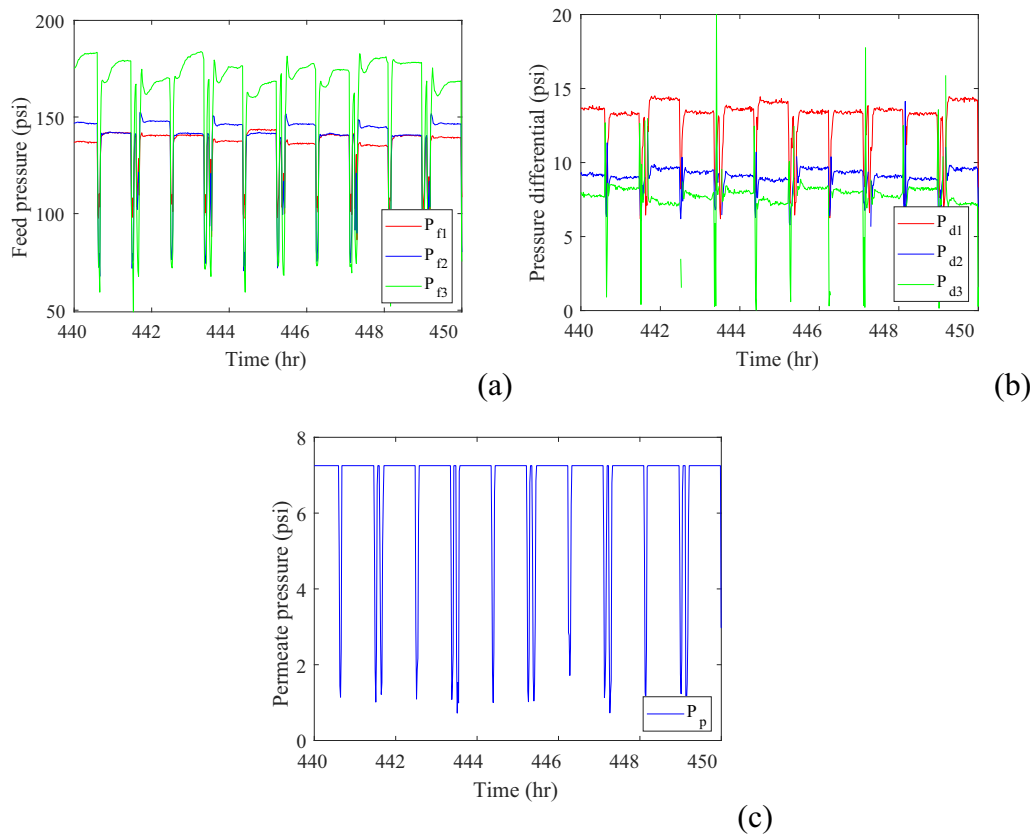 Feed pressure (psi)
200
150
100
50
440
442
444
446
448
450
Time (hr)
P f1
P f2
P f3
(a)
Pressure differential (psi)
20
15
10
5
0
440
442
444
446
448
450
Time (hr)
P d1
P d2
P d3
(b)
Permeate pressure (psi)
8
6
4
2
0
440
442
444
446
448
450
Time (hr)
P p
(c)